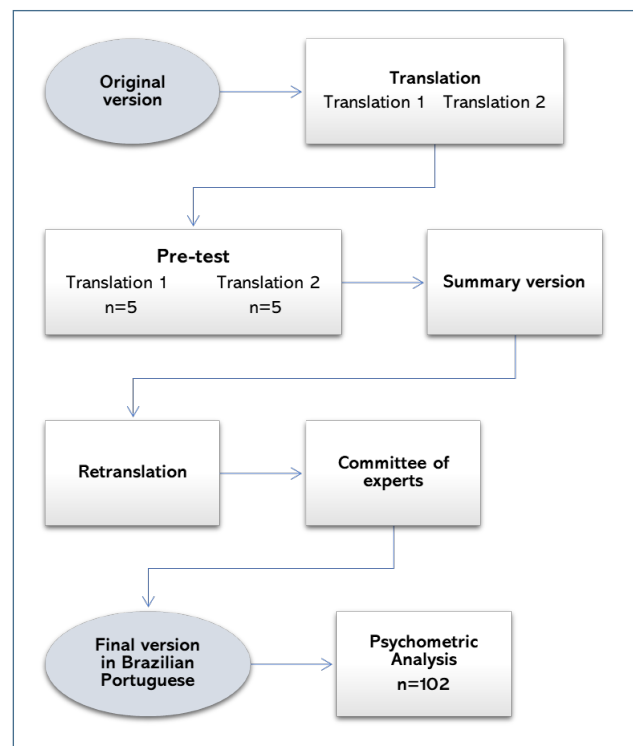 Original
version
Translation
Translation 1 Translation 2
Pre-test
Translation 1 Translation 2
n=5 n=5
Summary version
Retranslation
Committee of
experts
Final version
in Brazilian
Portuguese
Psychometric
Analysis
n=102